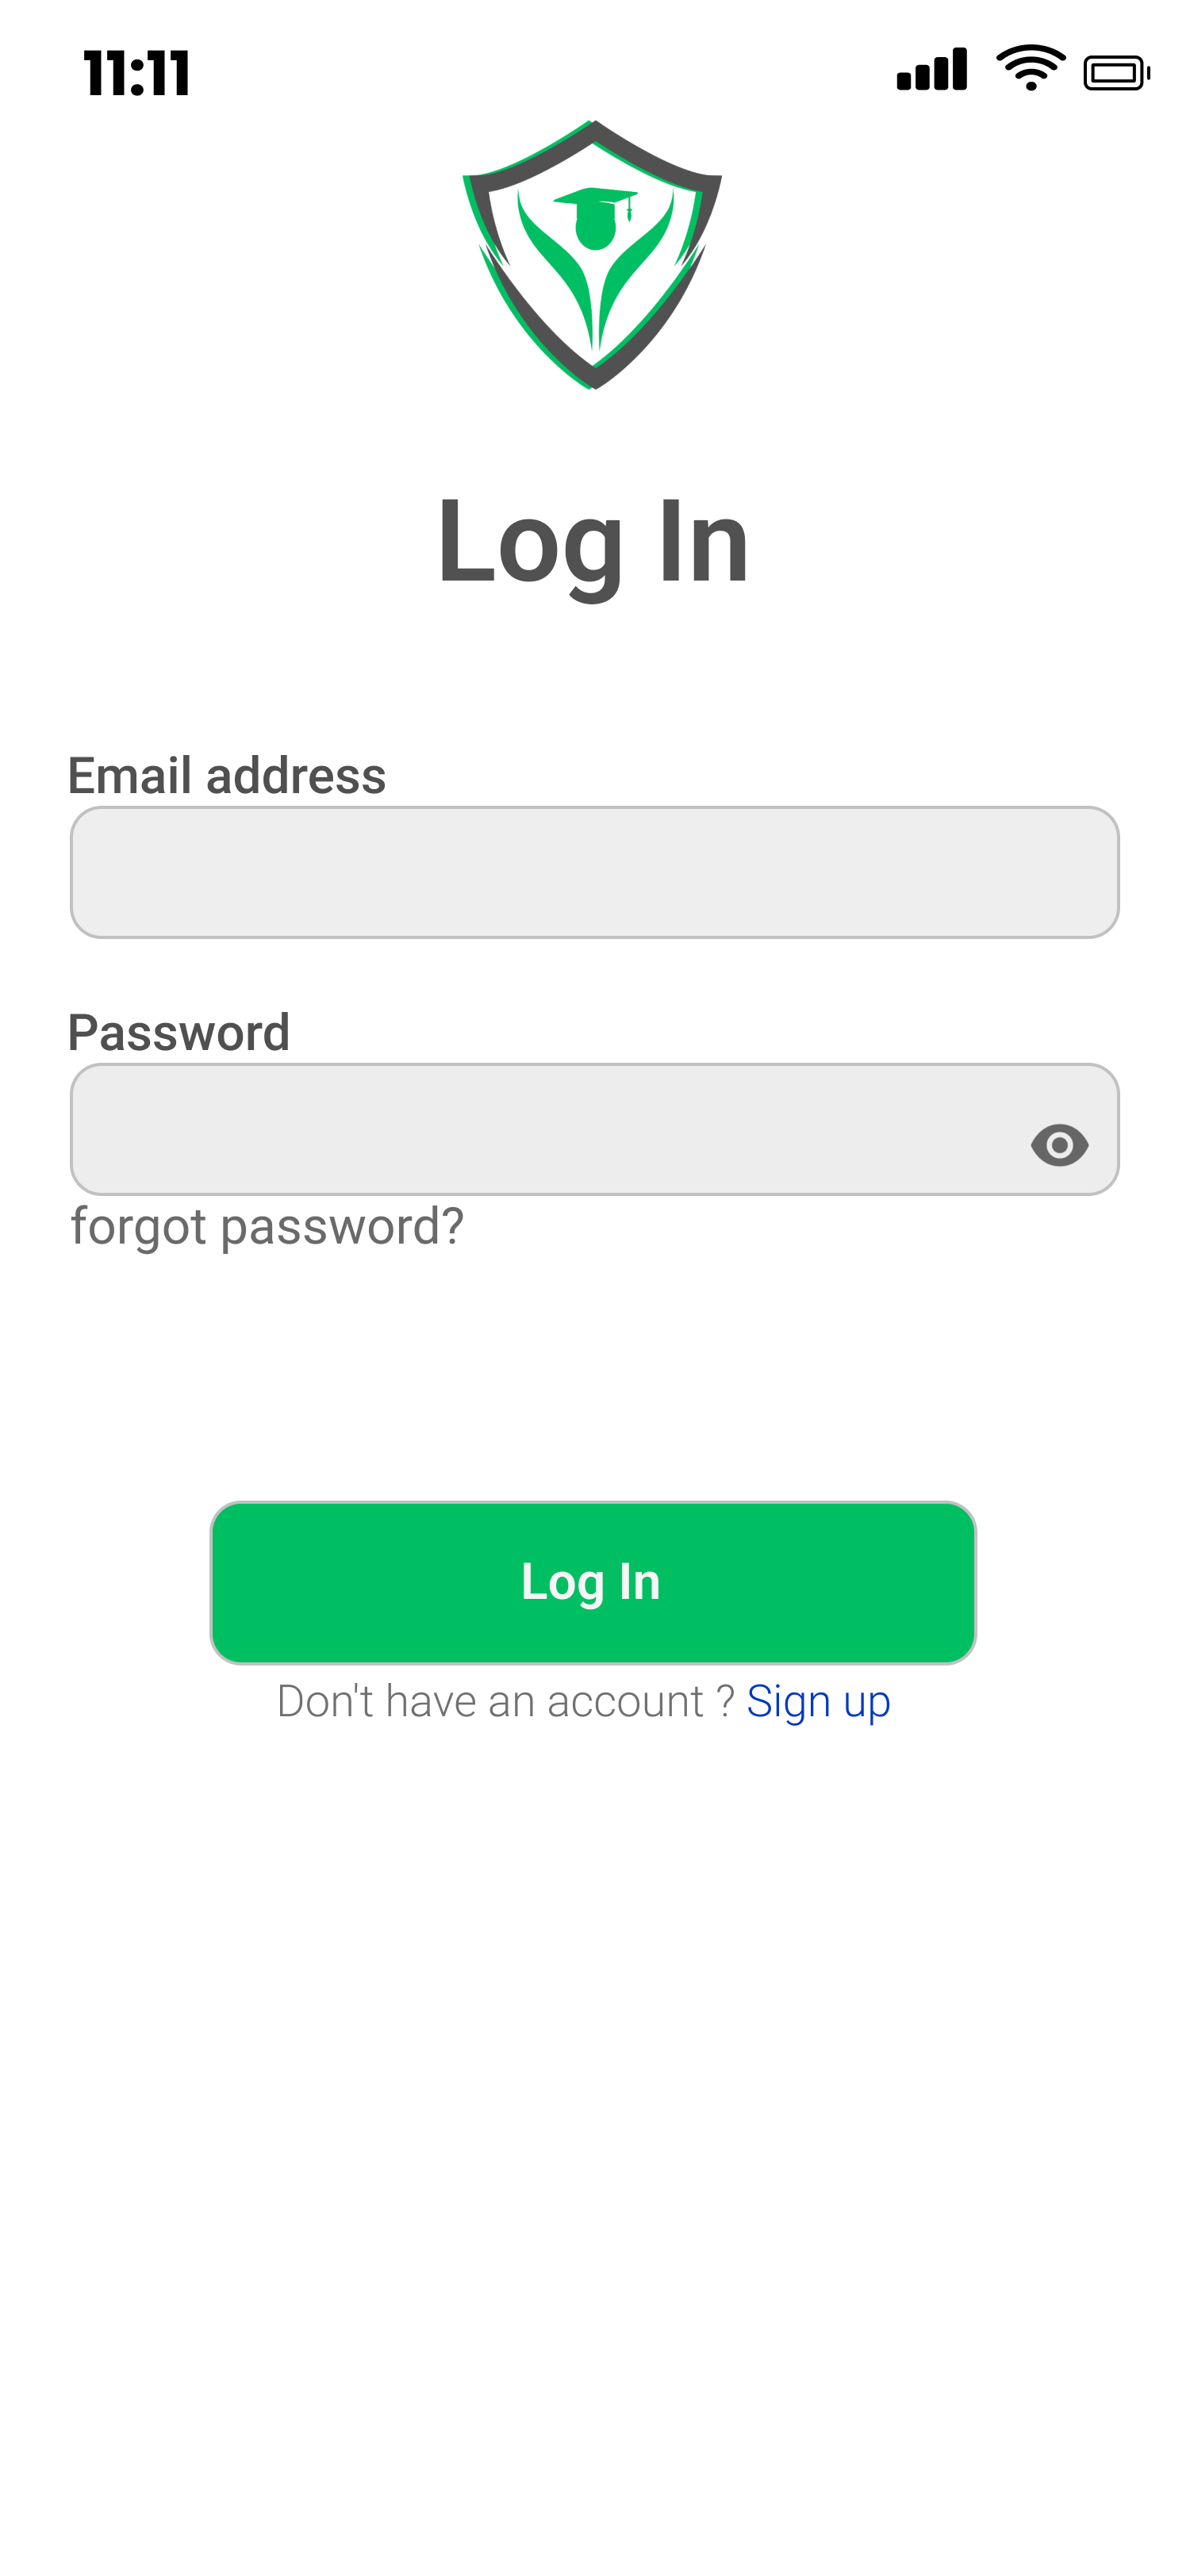 11:11
Log In
Email address
Password
forgot password?
Log In
Don't have an account ? Sign up